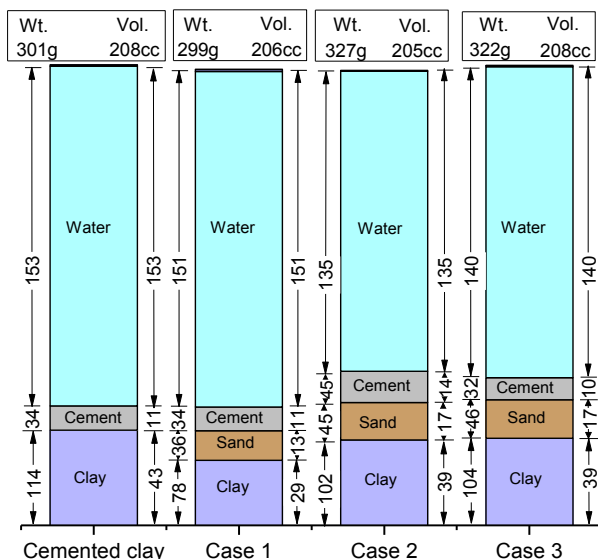 Wt. Vol.
301g 208cc
Wt. Vol.
299g 206cc
Wt. Vol.
327g 205cc
Wt. Vol.
322g 208cc
Water
Water
Water
Water
153
153
151
151
135
135
140
140
Cement
34
11
Cement
34
11
Cement
45
14
Cement
32
10
Sand
36
13
Sand
45
17
Sand
46
17
Clay
114
43
Clay
78
29
Clay
102
39
Clay
104
39
Cemented clay
Case 1
Case 2
Case 3